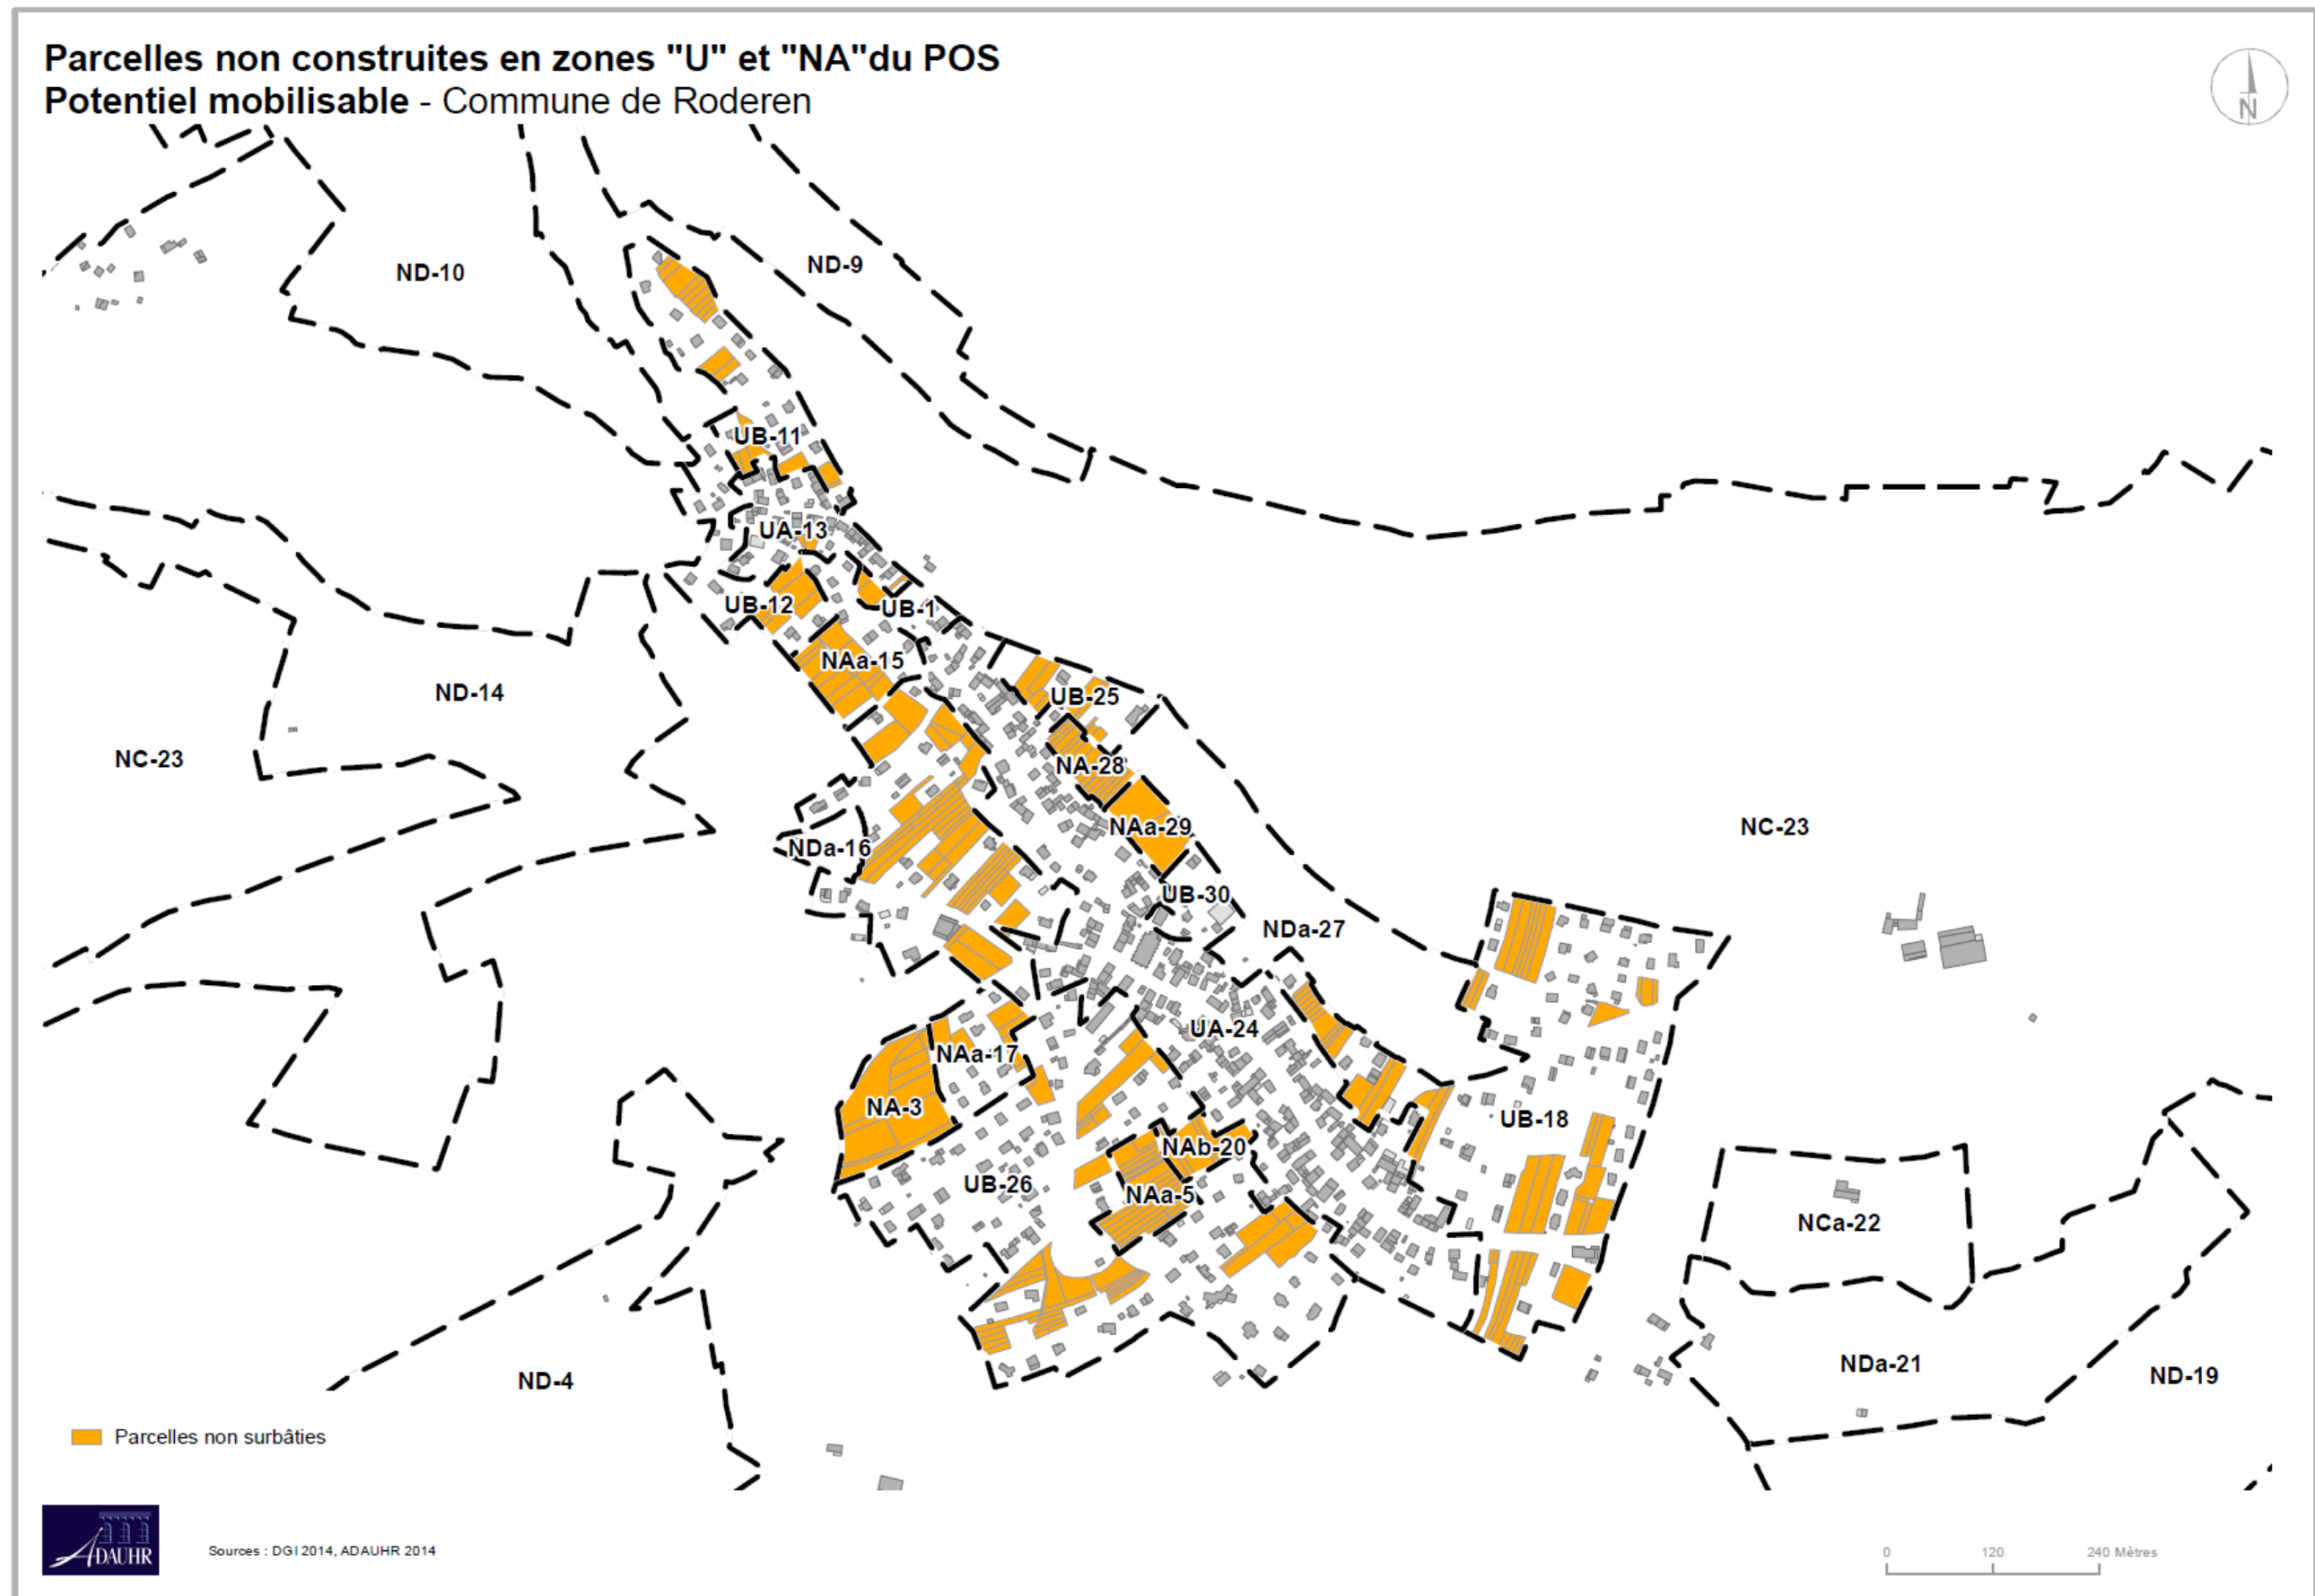 Parcelles non construites en zones "U" et "NA"du POS
Potentiel mobilisable - Commune de Roderen
N
ND-9
ND-10
UB-11
UA-13
UB-12
UB-1
NAa-15
ND-14
UB-25
NC-23
NA-28
NAa-29
NC-23
NDa-16
UB-30
NDa-27
UA-24
NAa-17
NA-3
UB-18
NAb-20
UB-26
NAa-5
NCa-22
NDa-21
ND-19
ND-4
Parcelles non surbâties
ADAUHR
Sources : DGI 2014, ADAUHR 2014
0 120 240 Mètres